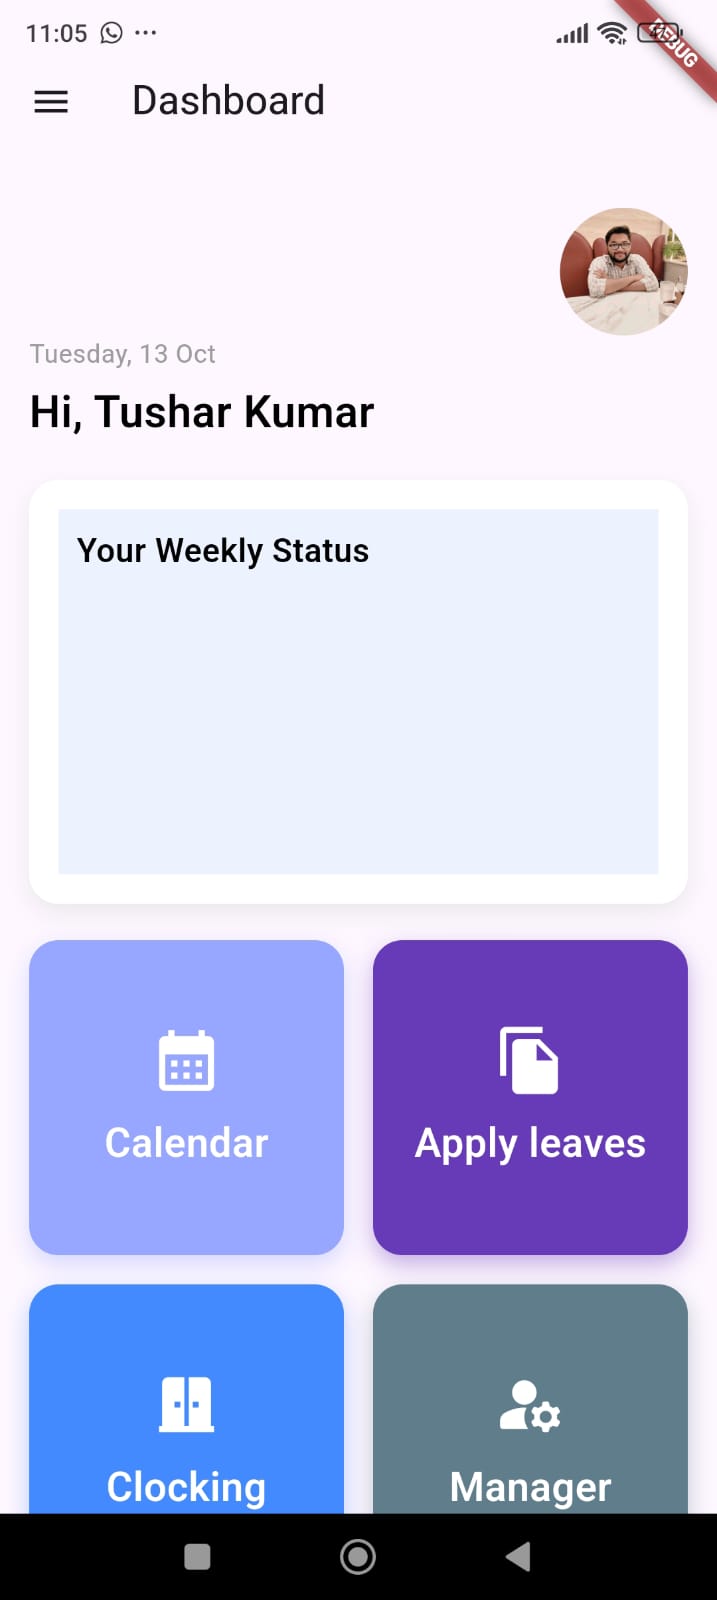 11:05
DEBUG
Dashboard
Tuesday, 13 Oct
Hi, Tushar Kumar
Your Weekly Status
Calendar
Apply leaves
Clocking
Manager